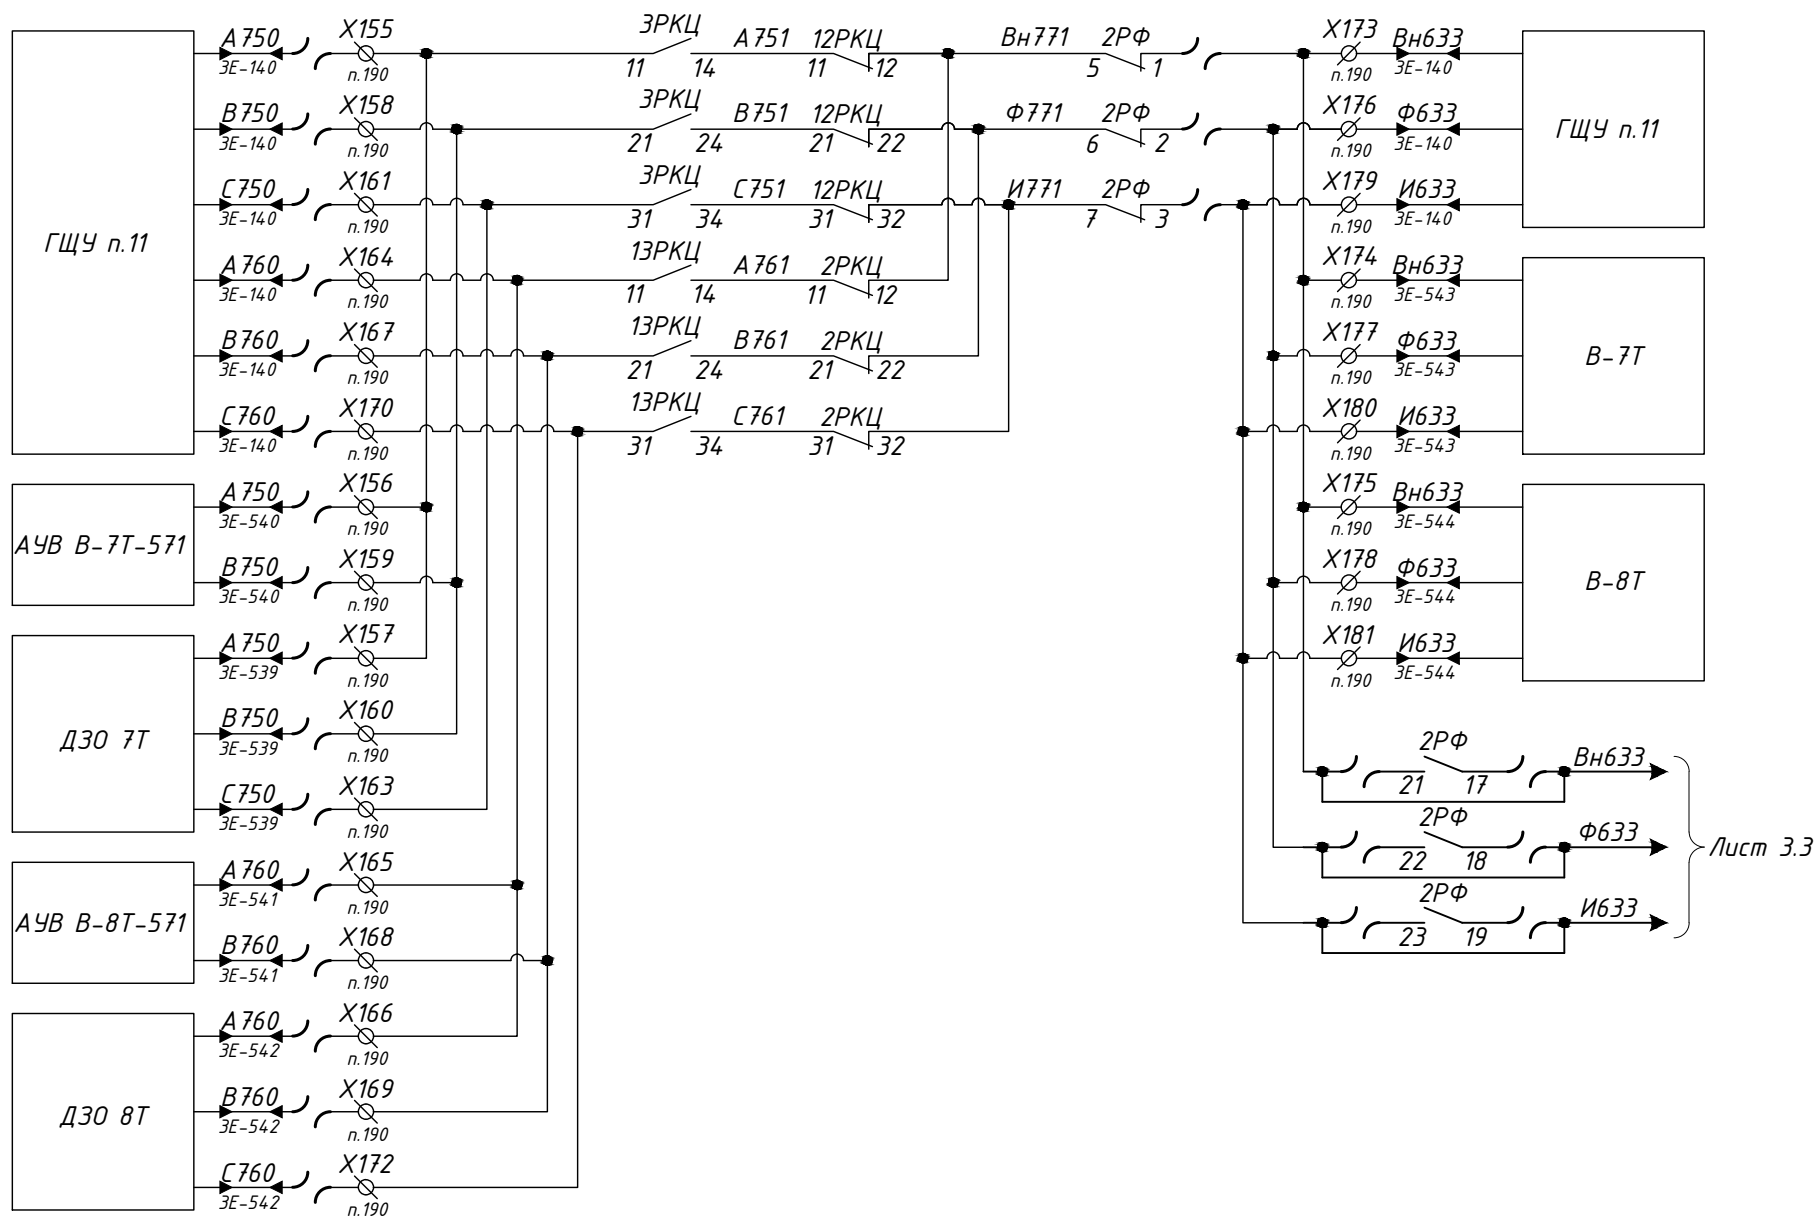 ГЩУ п.11
А750
3Е-140
Х155
п.190
3РКЦ
11 14
А751
12РКЦ
11 12
Вн771
2РФ
5 1
Х173
п.190
Вн633
3Е-140
В750
3Е-140
Х158
п.190
3РКЦ
21 24
В751
12РКЦ
21 22
Ф771
2РФ
6 2
Х176
п.190
Ф633
3Е-140
ГЩУ п.11
С750
3Е-140
Х161
п.190
3РКЦ
31 34
С751
12РКЦ
31 32
И771
2РФ
7 3
Х179
п.190
И633
3Е-140
А760
3Е-140
Х164
п.190
13РКЦ
11 14
А761
2РКЦ
11 12
Х174
п.190
Вн633
3Е-543
В760
3Е-140
Х167
п.190
13РКЦ
21 24
В761
2РКЦ
21 22
Х177
п.190
Ф633
3Е-543
В-7Т
С760
3Е-140
Х170
п.190
13РКЦ
31 34
С761
2РКЦ
31 32
Х180
п.190
И633
3Е-543
АУВ В-7Т-571
А750
3Е-540
Х156
п.190
Х175
п.190
Вн633
3Е-544
В750
3Е-540
Х159
п.190
Х178
п.190
Ф633
3Е-544
В-8Т
ДЗО 7Т
А750
3Е-539
Х157
п.190
Х181
п.190
И633
3Е-544
В750
3Е-539
Х160
п.190
2РФ
21 17
Вн633
С750
3Е-539
Х163
п.190
2РФ
22 18
Ф633
Лист 3.3
АУВ В-8Т-571
А760
3Е-541
Х165
п.190
2РФ
23 19
И633
В760
3Е-541
Х168
п.190
ДЗО 8Т
А760
3Е-542
Х166
п.190
В760
3Е-542
Х169
п.190
С760
3Е-542
Х172
п.190